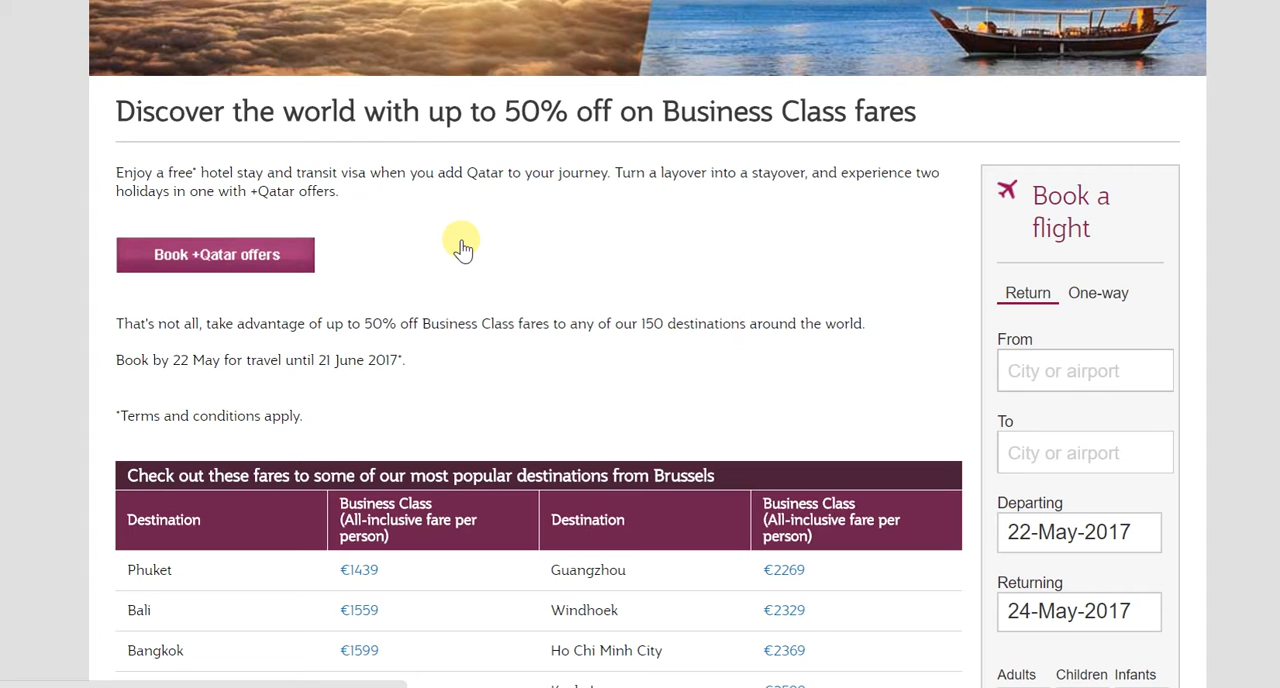 Discover the world with up to 50% off on Business Class fares
Enjoy a free* hotel stay and transit visa when you add Qatar to your journey. Turn a layover into a stayover, and experience two
holidays in one with +Qatar offers.
Book +Qatar offers
That's not all, take advantage of up to 50% off Business Class fares to any of our 150 destinations around the world.
Book by 22 May for travel until 21 June 2017*.
*Terms and conditions apply.
Check out these fares to some of our most popular destinations from Brussels
Destination
Business Class
(All-inclusive fare per
person)
Destination
Business Class
(All-inclusive fare per
person)
Phuket €1439 Guangzhou €2269
Bali €1559 Windhoek €2329
Bangkok €1599 Ho Chi Minh City €2369
Book a
flight
Return One-way
From
City or airport
To
City or airport
Departing
22-May-2017
Returning
24-May-2017
Adults Children Infants